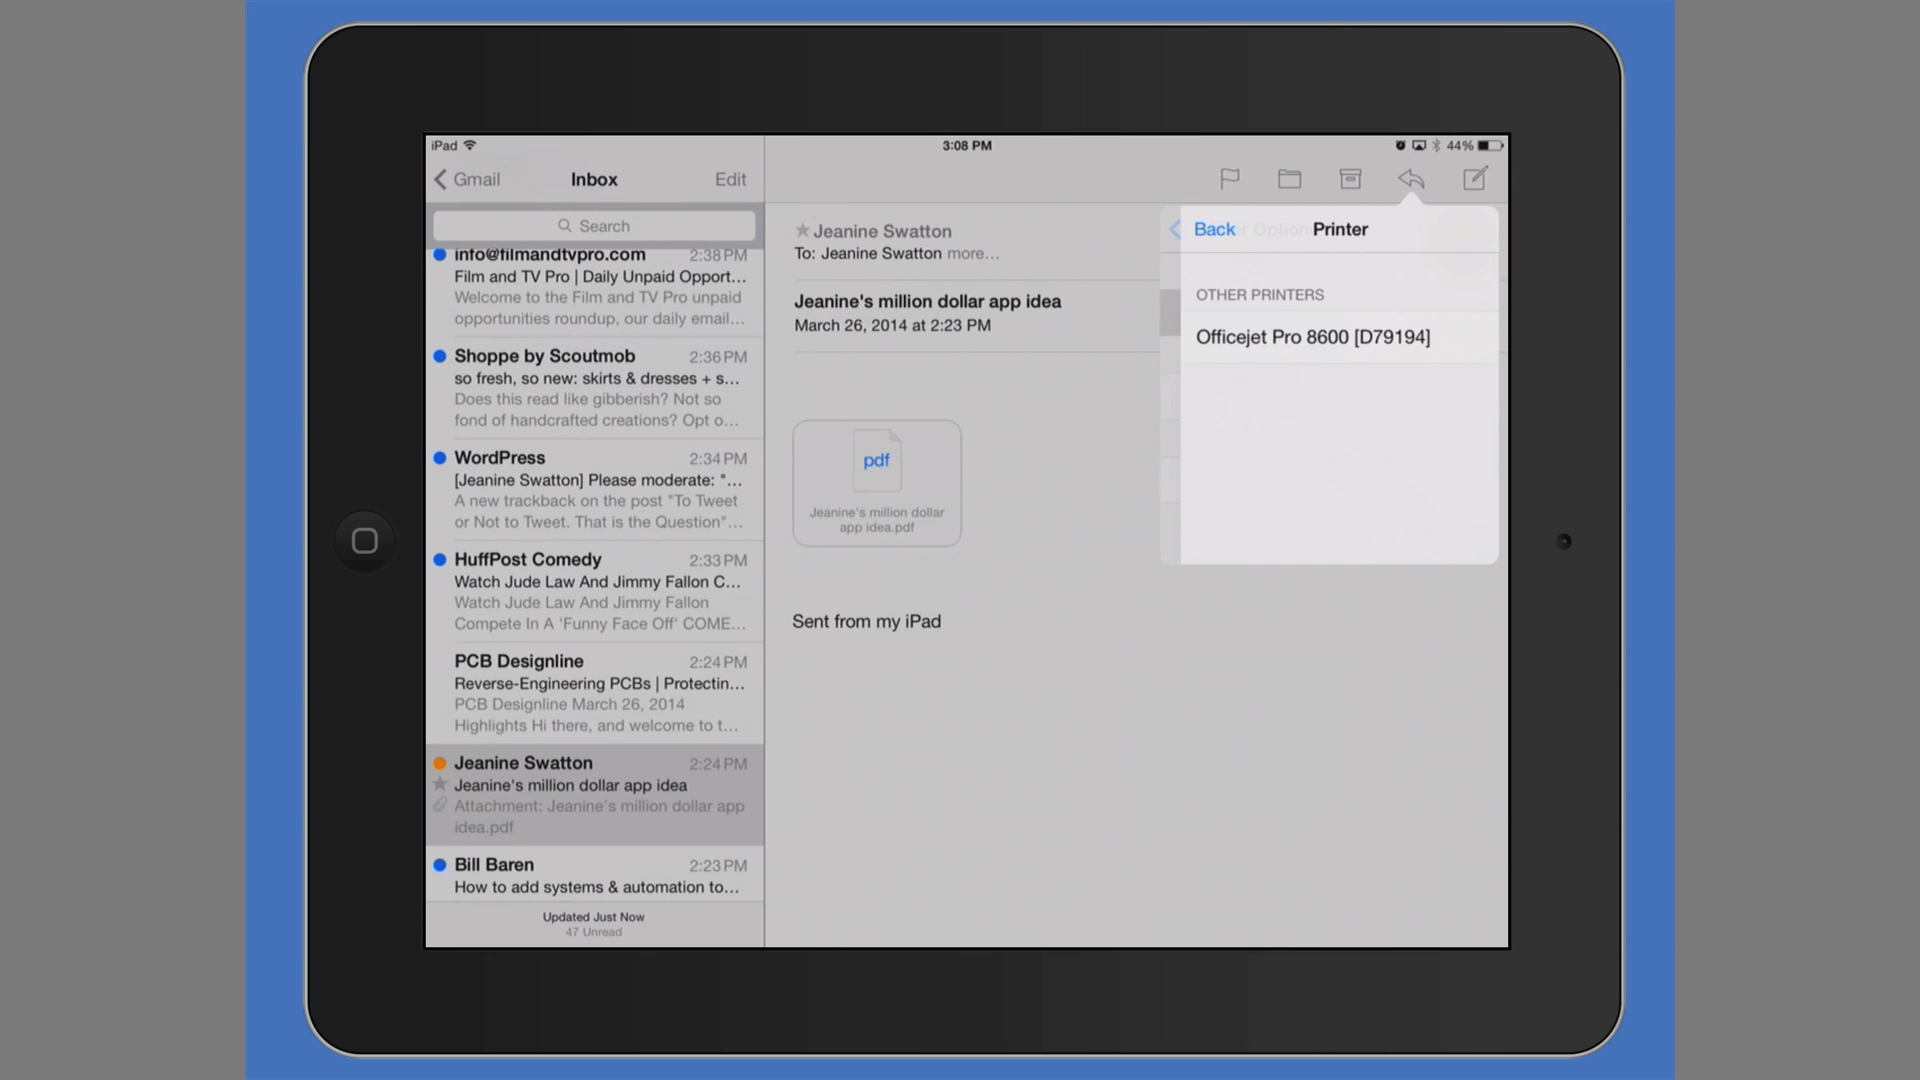 iPad
3:08 PM
44%
Gmail
Inbox
Edit
Search
info@filmandtvpro.com 2:38 PM
Film and TV Pro | Daily Unpaid Opport...
Welcome to the Film and TV Pro unpaid
opportunities roundup, our daily email...
Shoppe by Scoutmob 2:36 PM
so fresh, so new: skirts & dresses + s...
Does this read like gibberish? Not so
fond of handcrafted creations? Opt o...
WordPress 2:34 PM
[Jeanine Swatton] Please moderate: "...
A new trackback on the post "To Tweet
or Not to Tweet. That is the Question"...
HuffPost Comedy 2:33 PM
Watch Jude Law And Jimmy Fallon C...
Watch Jude Law And Jimmy Fallon
Compete In A 'Funny Face Off' COME...
PCB Designline 2:24 PM
Reverse-Engineering PCBs | Protectin...
PCB Designline March 26, 2014
Highlights Hi there, and welcome to t...
Jeanine Swatton 2:24 PM
Jeanine's million dollar app idea
Attachment: Jeanine's million dollar app
idea.pdf
Bill Baren 2:23 PM
How to add systems & automation to...
Updated Just Now
47 Unread
Jeanine Swatton
To: Jeanine Swatton more...
Jeanine's million dollar app idea
March 26, 2014 at 2:23 PM
pdf
Jeanine's million dollar
app idea.pdf
Sent from my iPad
Back
Printer
OTHER PRINTERS
Officejet Pro 8600 [D79194]